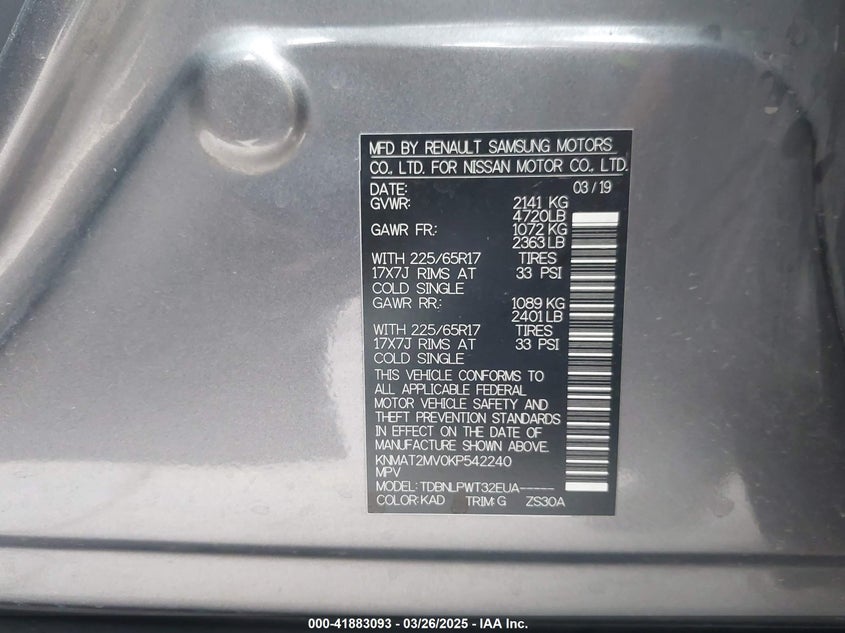 MFD BY RENAULT SAMSUNG MOTORS
CO., LTD. FOR NISSAN MOTOR CO., LTD.
DATE: 03/19
GVWR: 2141 KG
4720LB
GAWR FR: 1072 KG
2363LB
WITH 225/65R17 TIRES
17X7J RIMS AT 33 PSI
COLD SINGLE
GAWR RR: 1089 KG
2401LB
WITH 225/65R17 TIRES
17X7J RIMS AT 33 PSI
COLD SINGLE
THIS VEHICLE CONFORMS TO
ALL APPLICABLE FEDERAL
MOTOR VEHICLE SAFETY AND
THEFT PREVENTION STANDARDS
IN EFFECT ON THE DATE OF
MANUFACTURE SHOWN ABOVE.
KNMAT2MV0KP542240
MPV
MODEL: TDBNLPWT32EUA-----
COLOR: KAD TRIM: G ZS30A
000-41883093 - 03/26/2025 - IAA Inc.